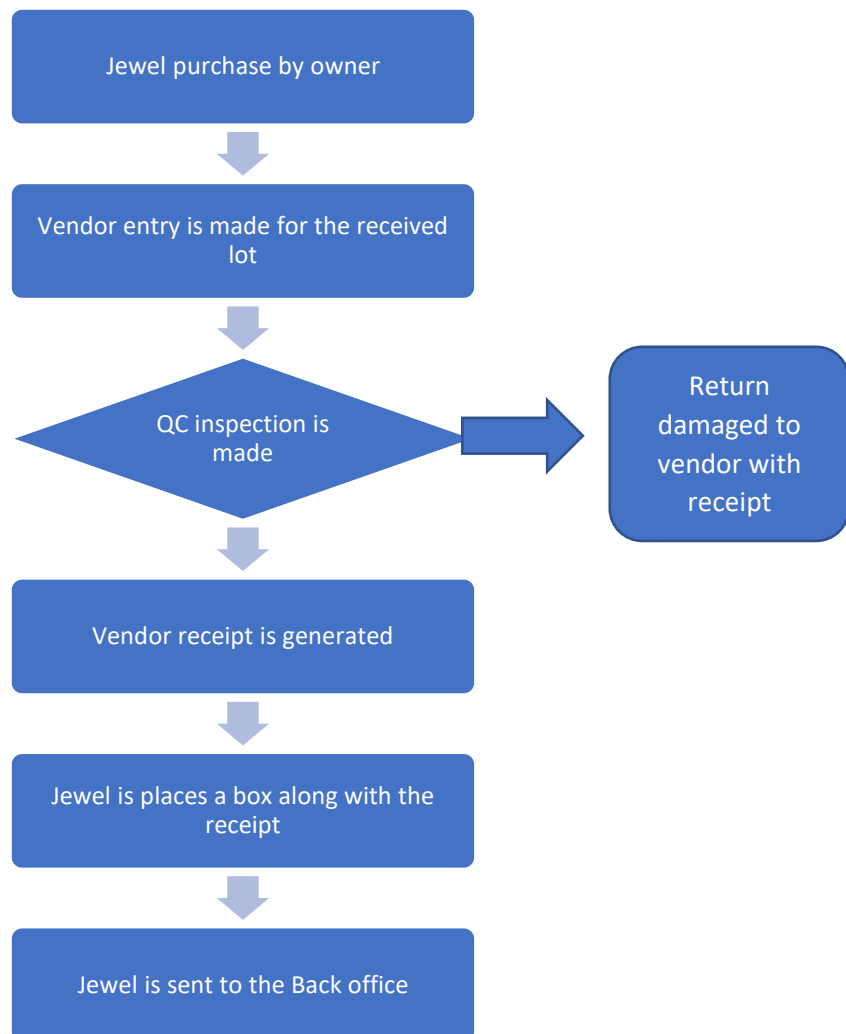 Jewel purchase by owner
Vendor entry is made for the received
lot
QC inspection is
made
Return
damaged to
vendor with
receipt
Vendor receipt is generated
Jewel is places a box along with the
receipt
Jewel is sent to the Back office